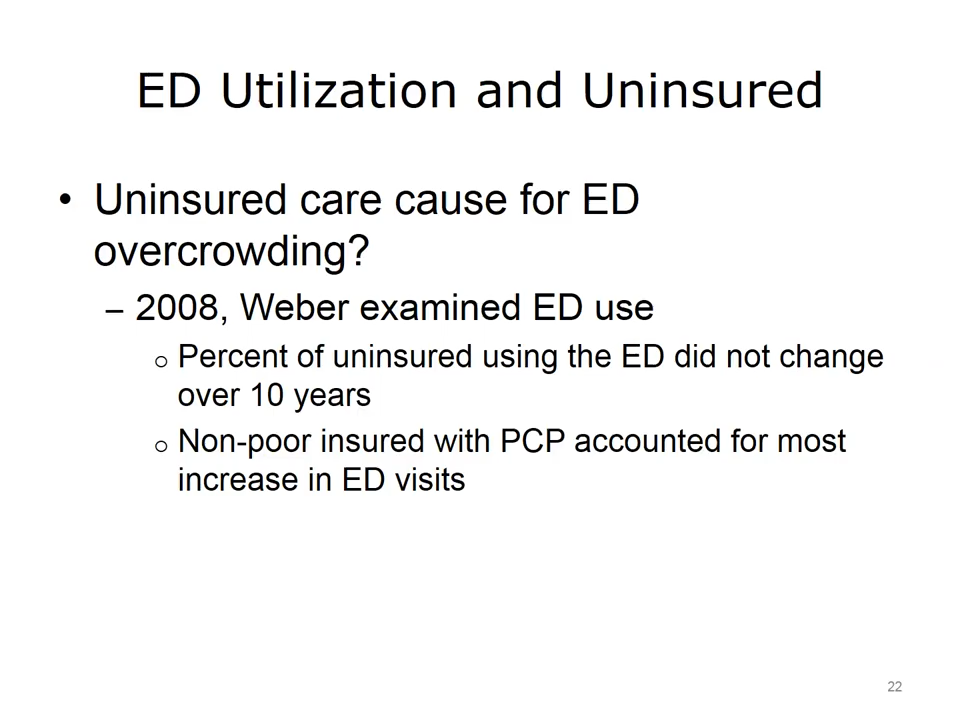 ED Utilization and Uninsured
• Uninsured care cause for ED
overcrowding?
– 2008, Weber examined ED use
o Percent of uninsured using the ED did not change
over 10 years
o Non-poor insured with PCP accounted for most
increase in ED visits
22